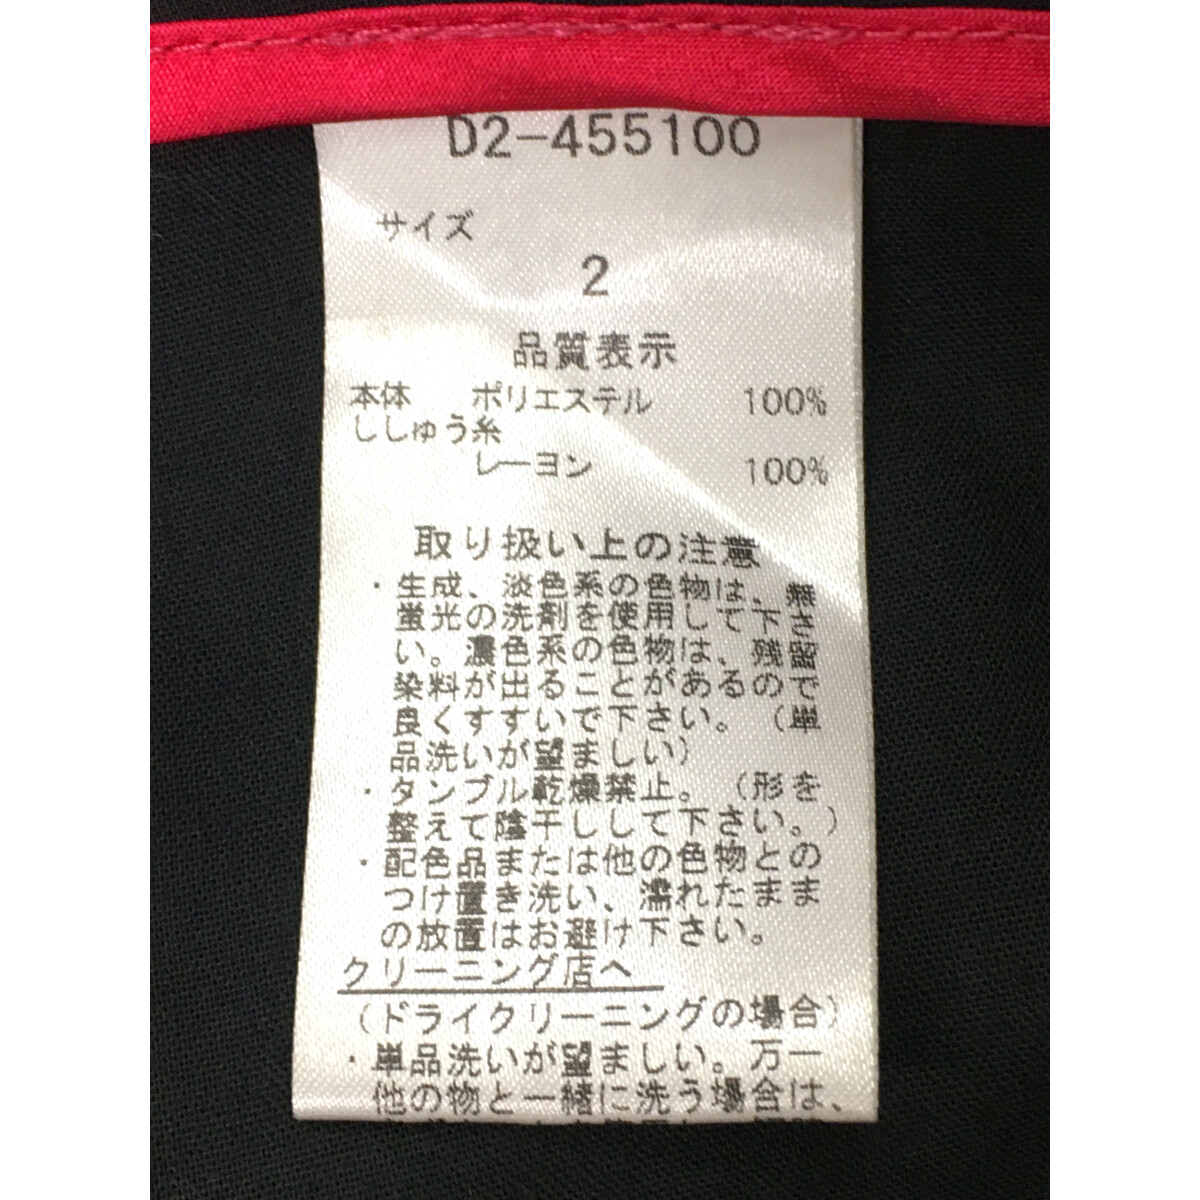 D2-455100
サイズ
2
品質表示
本体 ポリエステル 100%
ししゅう糸
レーヨン 100%
取り扱い上の注意
・生成、淡色系の色物は、無
蛍光の洗剤を使用して下さ
い。濃色系の色物は、残留
染料が出ることがあるので
良くすすいで下さい。（単
品洗いが望ましい）
・タンブル乾燥禁止。（形を
整えて陰干しして下さい。）
・配色品または他の色物との
つけ置き洗い、濡れたまま
の放置はお避け下さい。
クリーニング店へ
（ドライクリーニングの場合）
・単品洗いが望ましい。万一
他の物と一緒に洗う場合は、